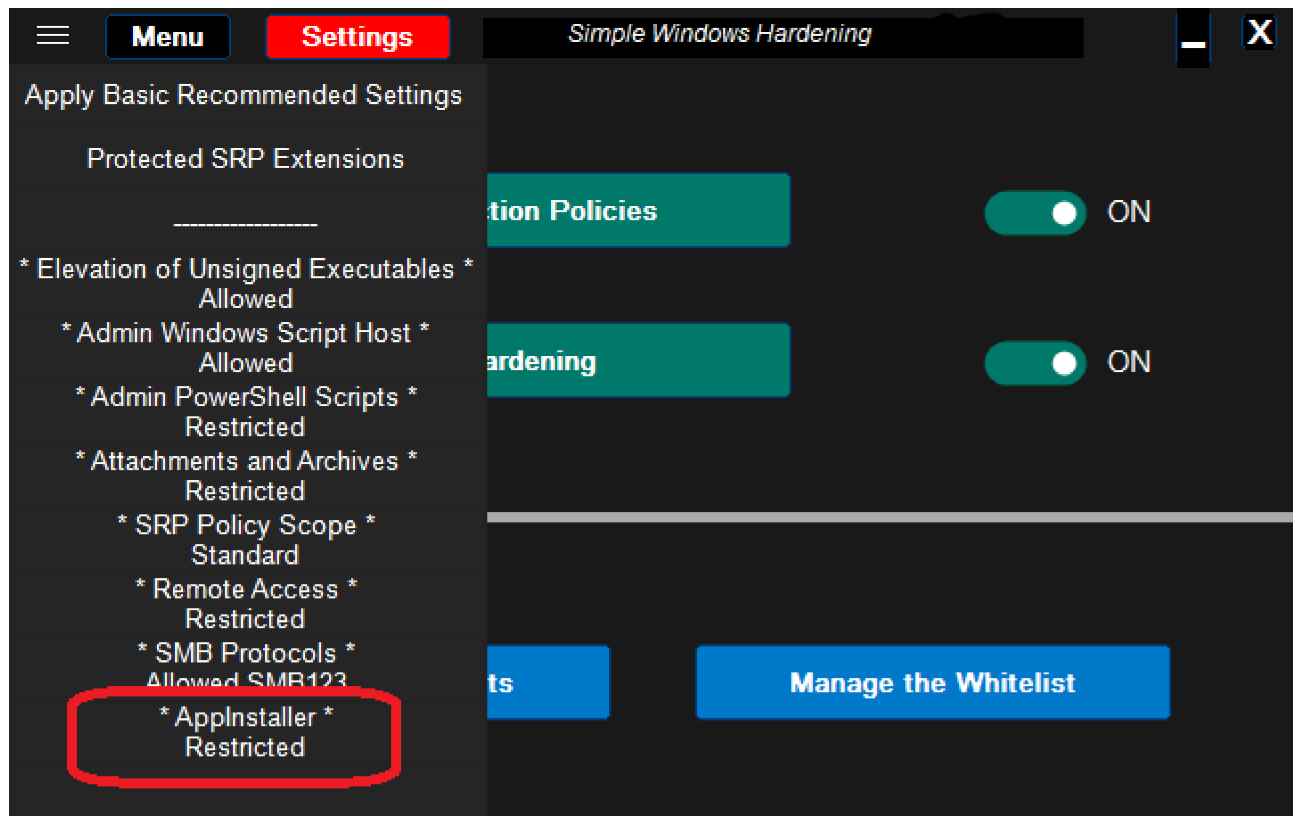 Menu
Settings
Simple Windows Hardening
X
Apply Basic Recommended Settings
Protected SRP Extensions
------------------
* Elevation of Unsigned Executables *
Allowed
* Admin Windows Script Host *
Allowed
* Admin PowerShell Scripts *
Restricted
* Attachments and Archives *
Restricted
* SRP Policy Scope *
Standard
* Remote Access *
Restricted
* SMB Protocols *
Allowed SMB123
* AppInstaller *
Restricted
tion Policies
ON
ardening
ON
ts
Manage the Whitelist